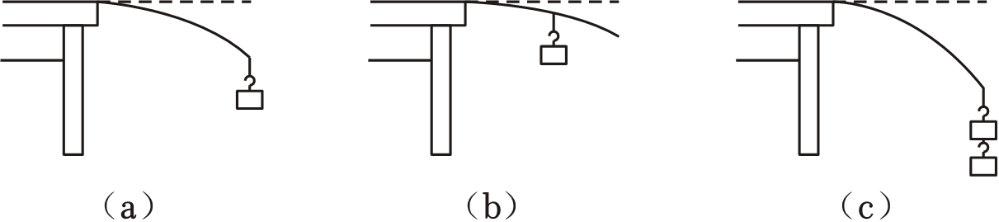 （a） （b） （c）